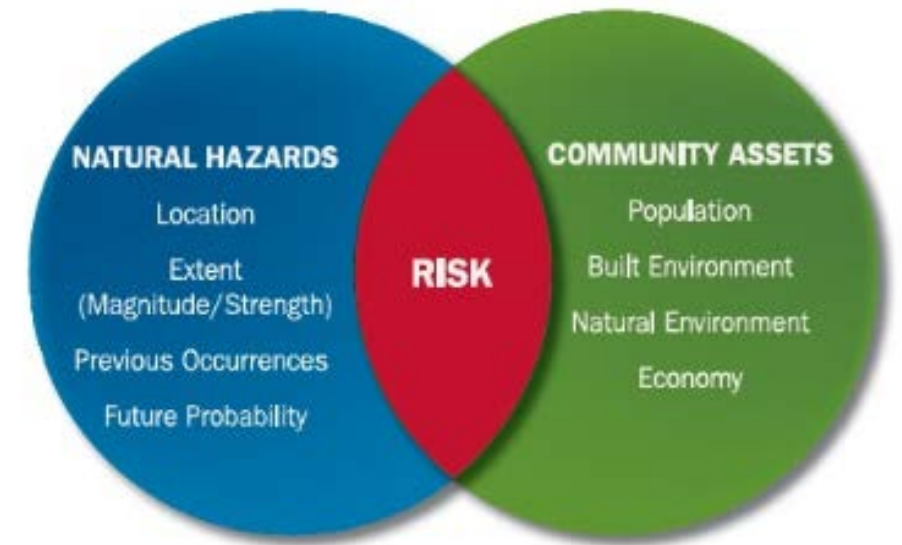 NATURAL HAZARDS
Location
Extent
(Magnitude/Strength)
Previous Occurrences
Future Probability
RISK
COMMUNITY ASSETS
Population
Built Environment
Natural Environment
Economy